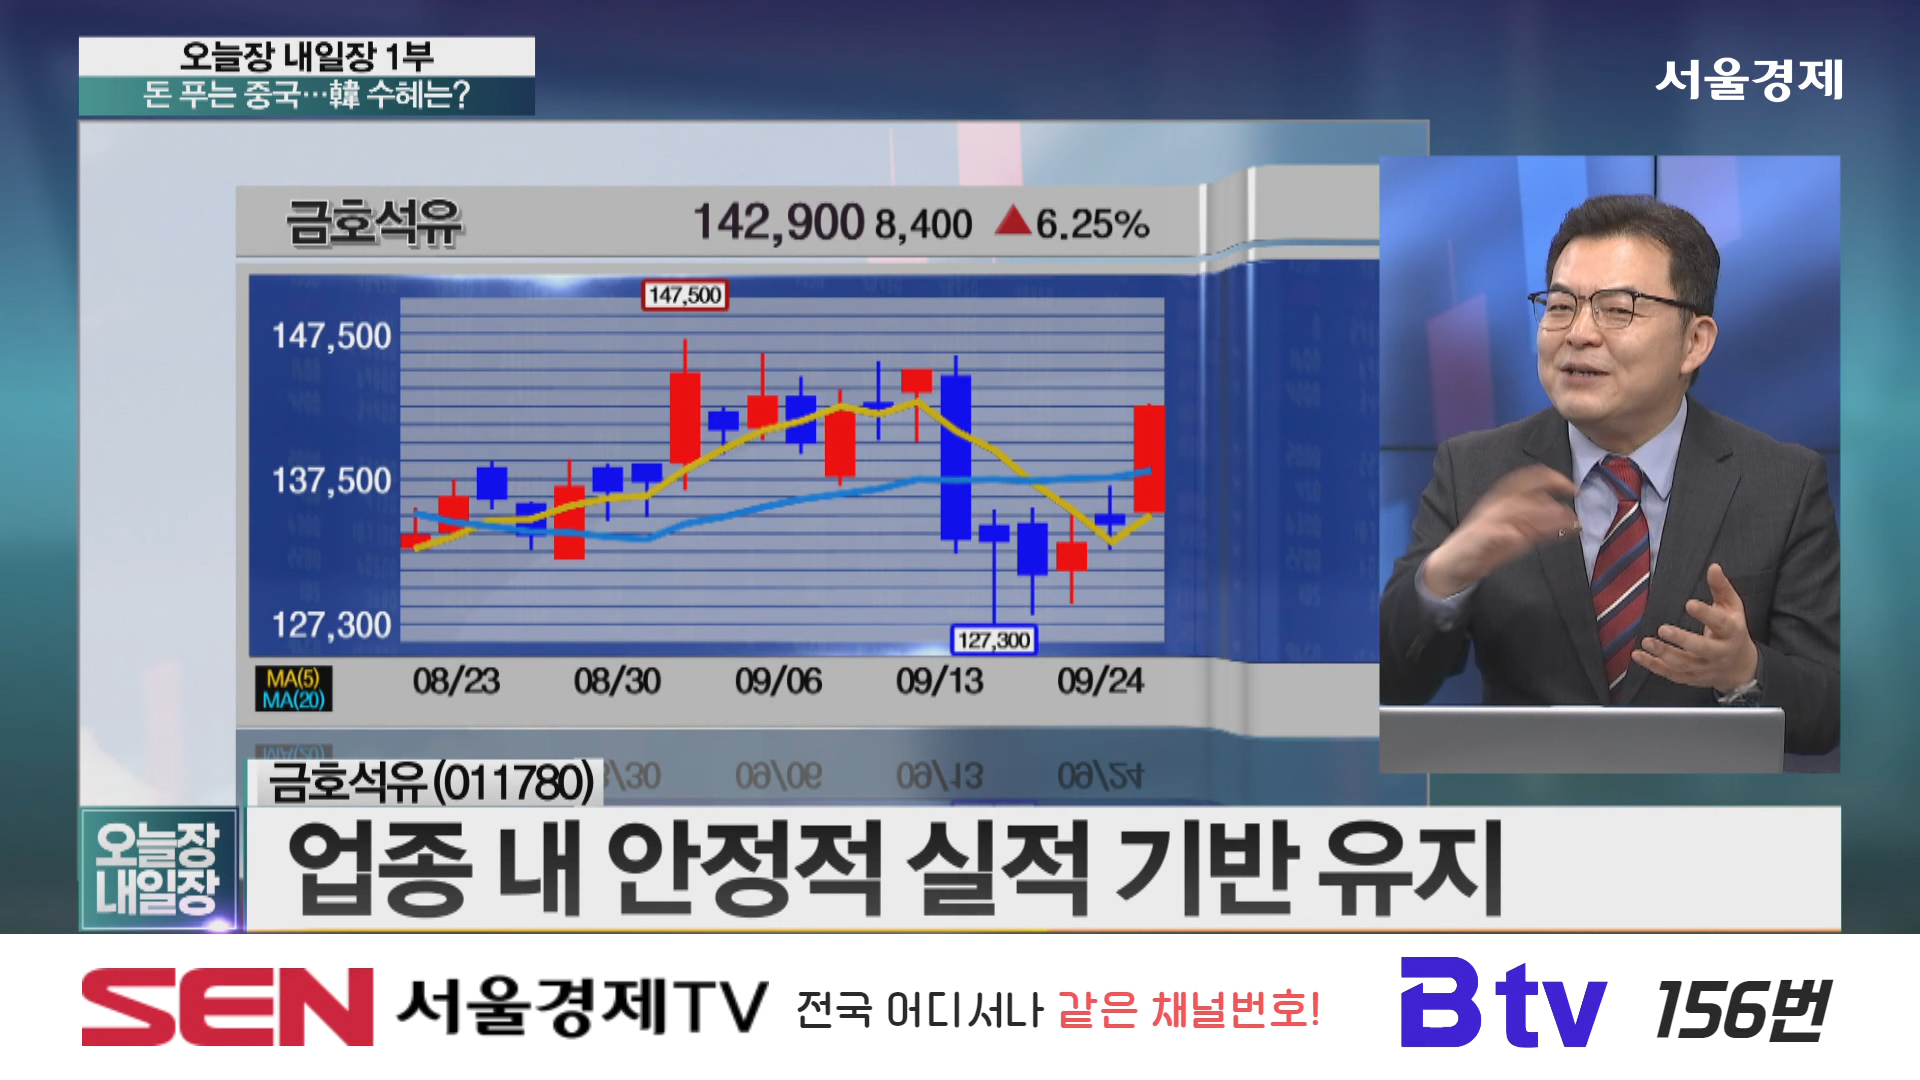 오늘장 내일장 1부
돈 푸는 중국…韓 수혜는?
서울경제
금호석유 142,900 8,400 ▲6.25%
147,500
147,500
137,500
127,300
127,300
MA(5)
MA(20)
08/23 08/30 09/06 09/13 09/24
금호석유(011780)
오늘장
내일장
업종 내 안정적 실적 기반 유지
SEN 서울경제TV 전국 어디서나 같은 채널번호! B tv 156번